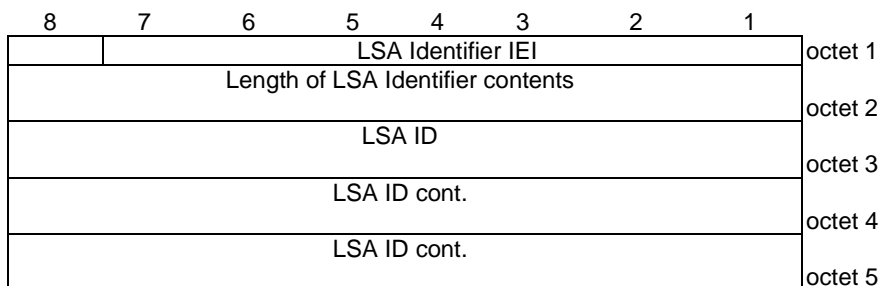 8 7 6 5 4 3 2 1
LSA Identifier IEI octet 1
Length of LSA Identifier contents
octet 2
LSA ID
octet 3
LSA ID cont.
octet 4
LSA ID cont.
octet 5